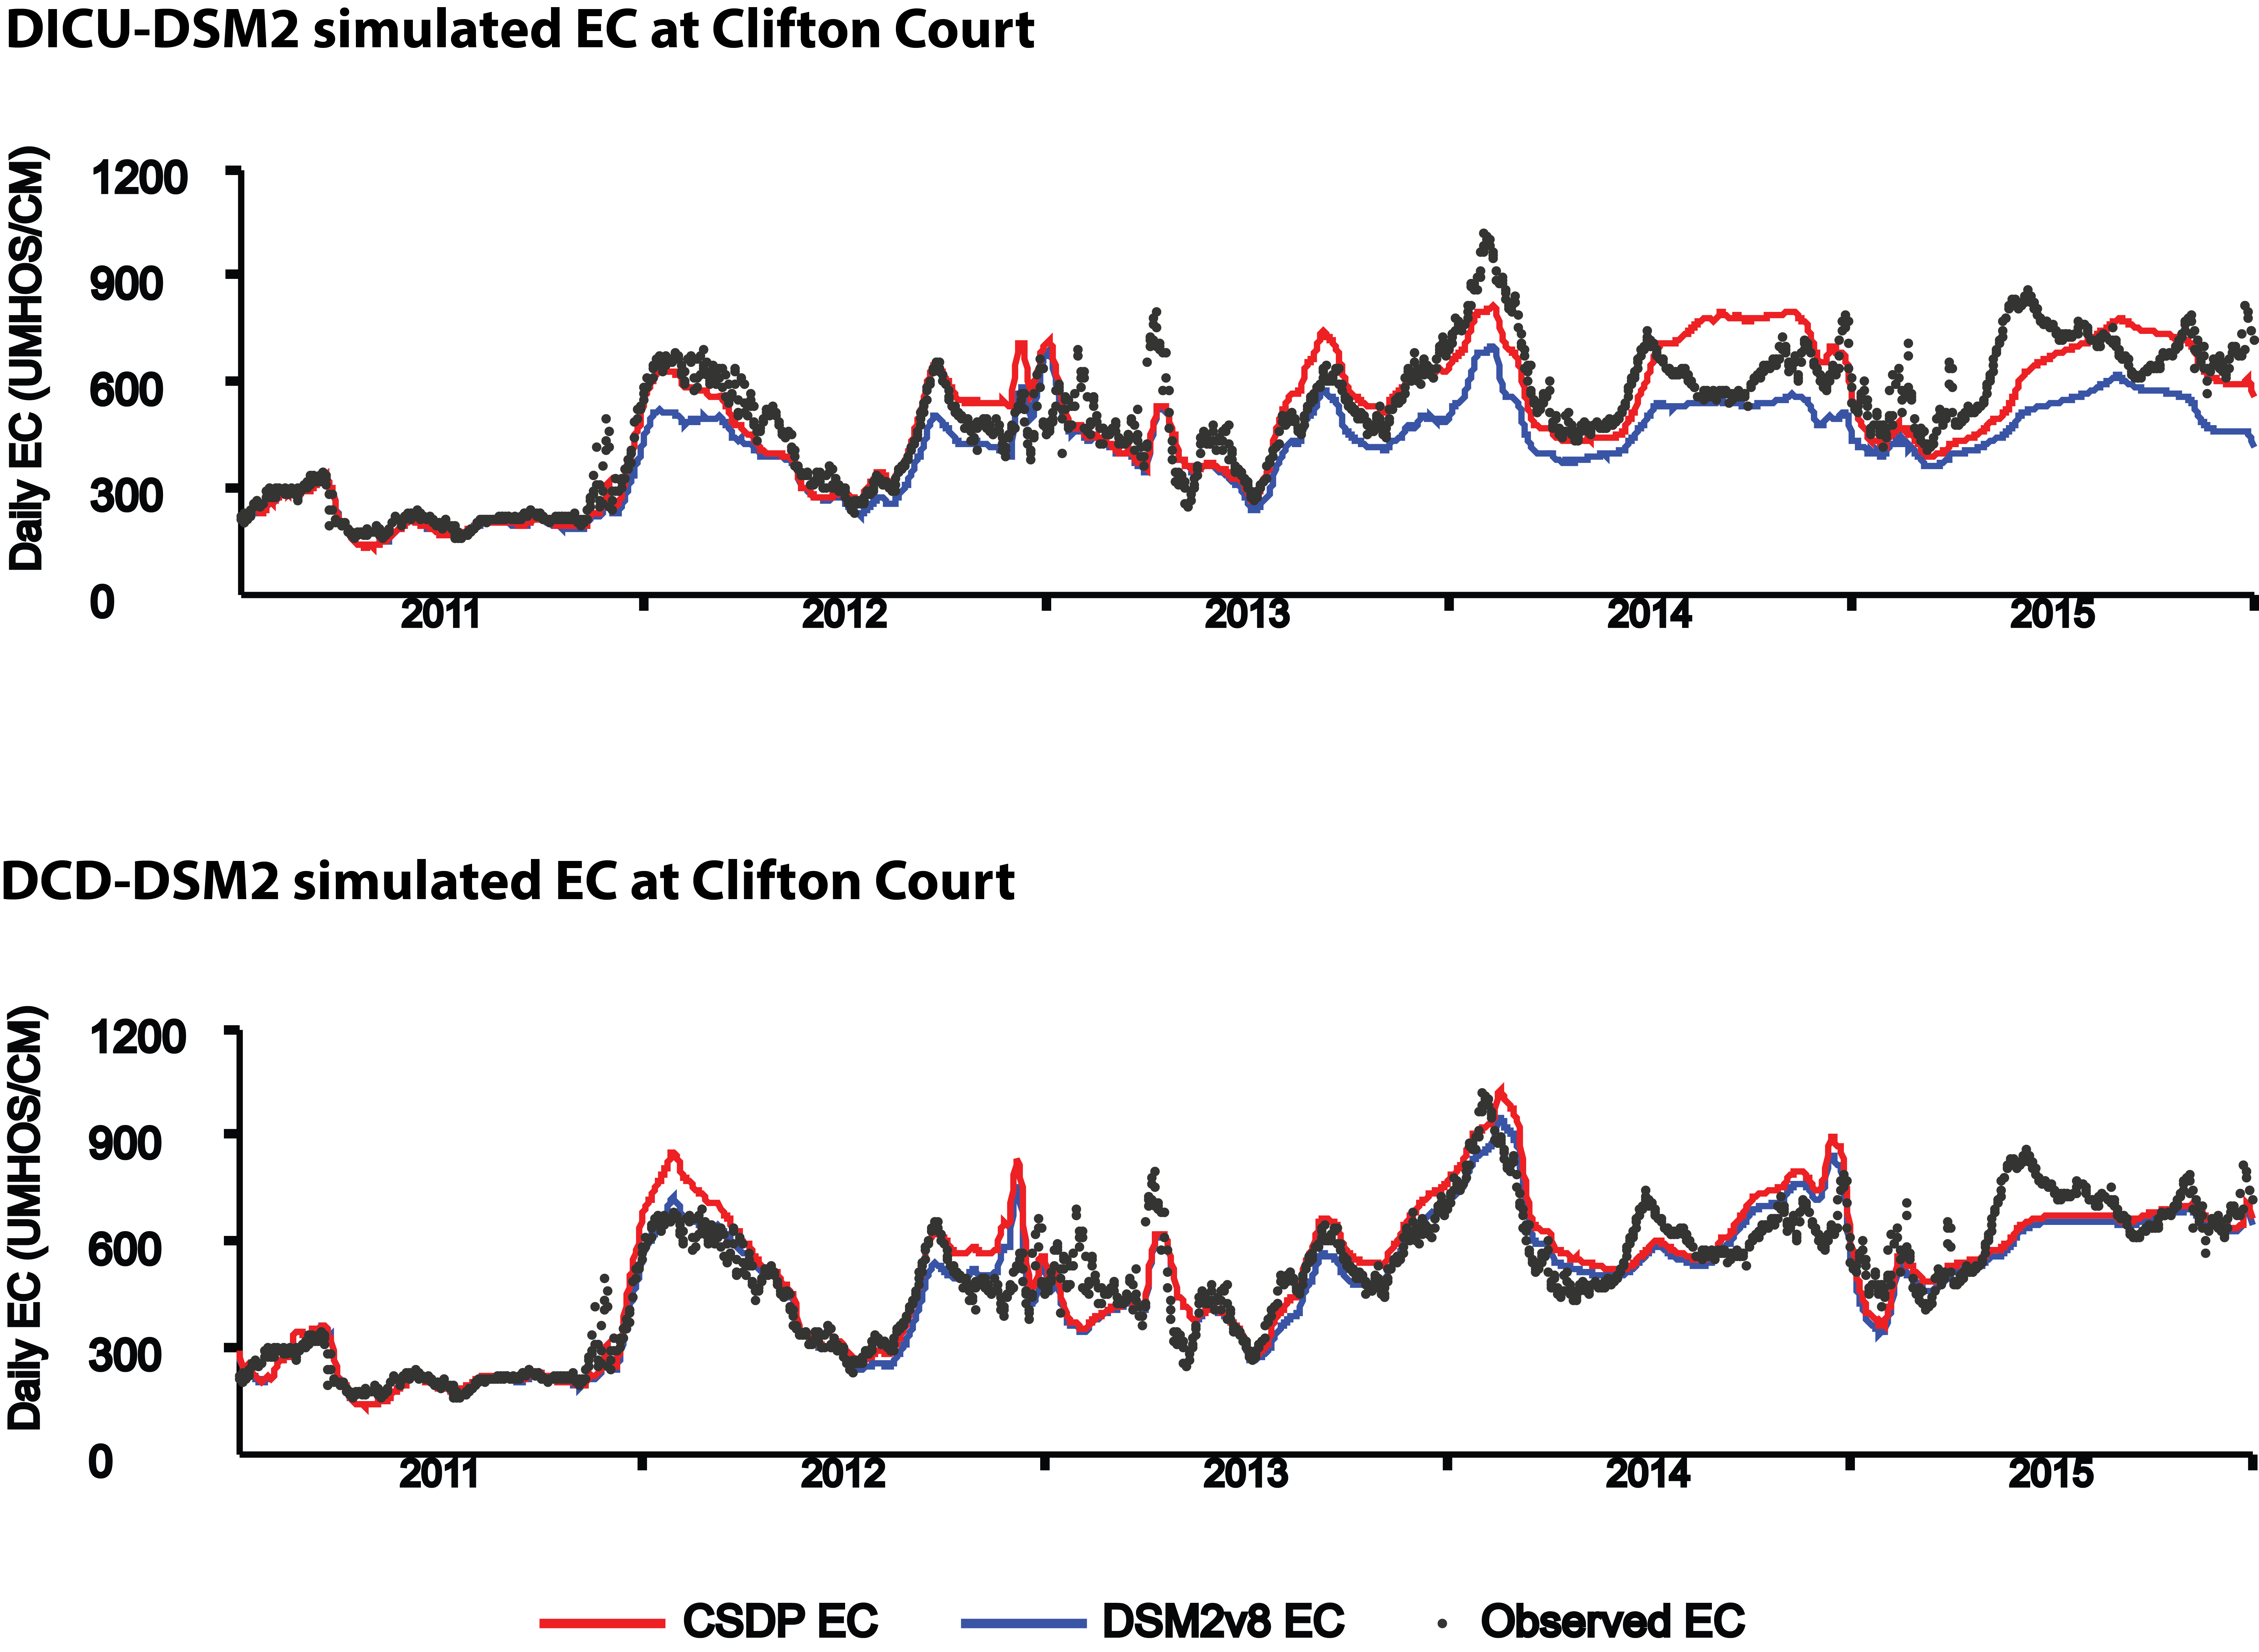 DICU-DSM2 simulated EC at Clifton Court
Daily EC (UMHOS/CM)
1200
900
600
300
0
2011 2012 2013 2014 2015
DCD-DSM2 simulated EC at Clifton Court
Daily EC (UMHOS/CM)
1200
900
600
300
0
2011 2012 2013 2014 2015
CSDP EC DSM2v8 EC Observed EC